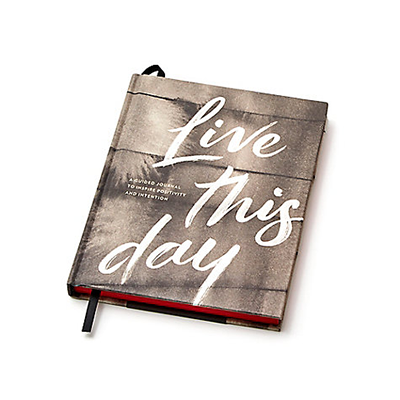 Live
this
A GUIDED JOURNAL
TO INSPIRE POSITIVITY
AND INTENTION
day